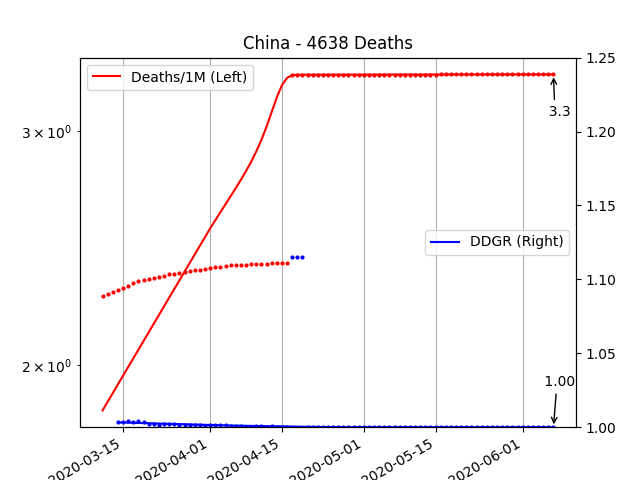 China - 4638 Deaths
Deaths/1M (Left)
DDGR (Right)
3 × 10⁰
2 × 10⁰
1.25
1.20
1.15
1.10
1.05
1.00
3.3
1.00
2020-03-15
2020-04-01
2020-04-15
2020-05-01
2020-05-15
2020-06-01